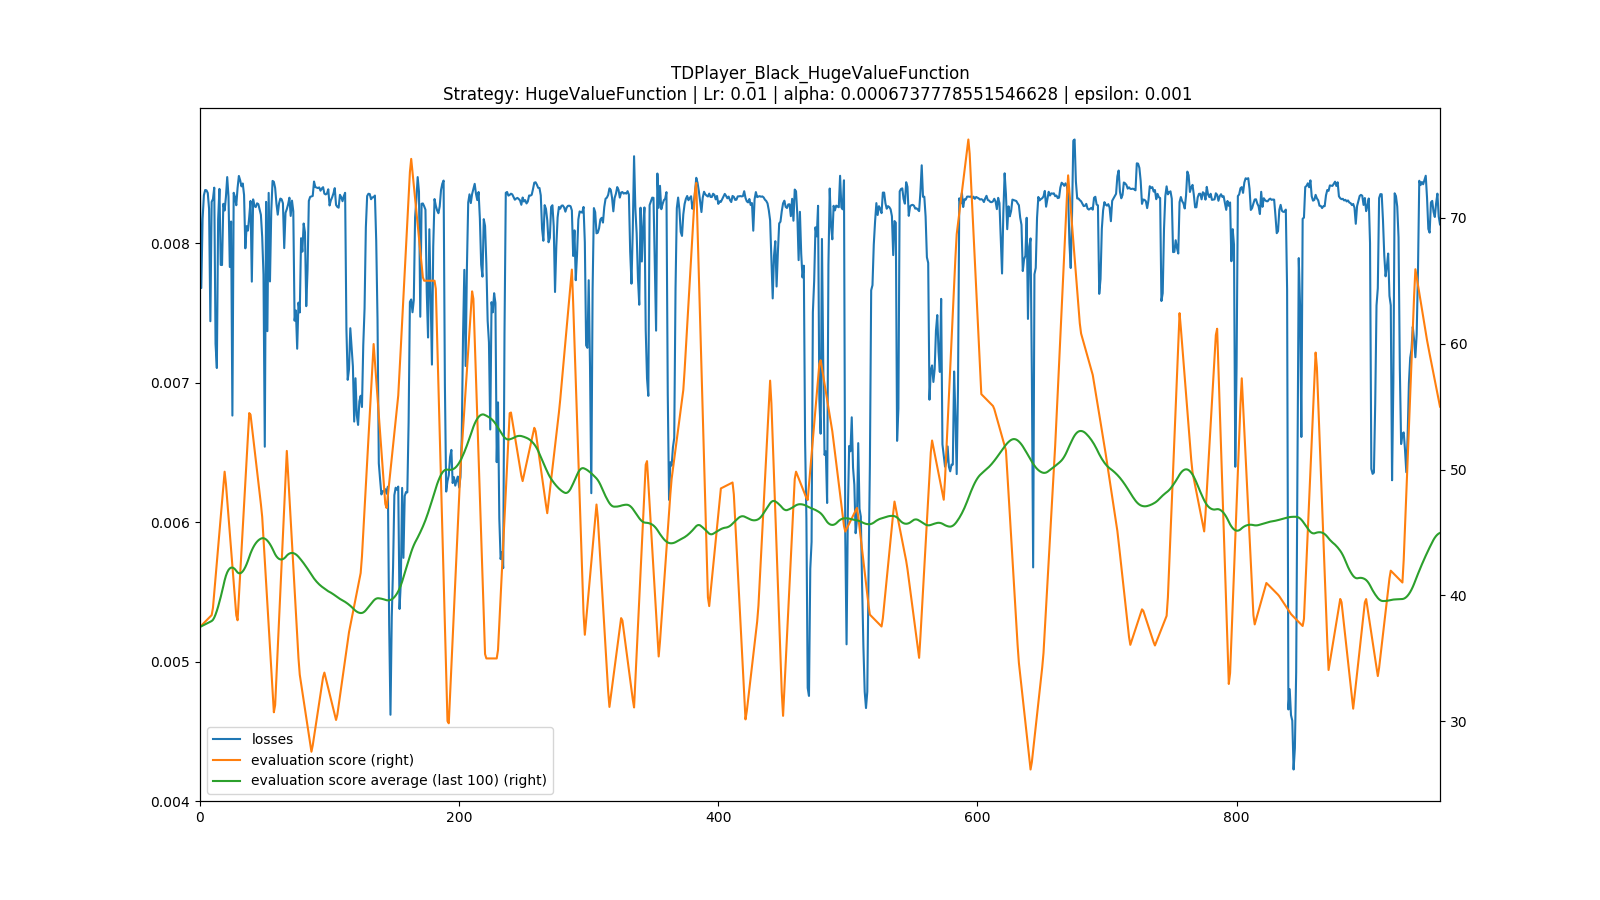 TDPlayer_Black_HugeValueFunction
Strategy: HugeValueFunction | Lr: 0.01 | alpha: 0.0006737778551546628 | epsilon: 0.001
0.008
0.007
0.006
0.005
0.004
70
60
50
40
30
losses
evaluation score (right)
evaluation score average (last 100) (right)
0 200 400 600 800